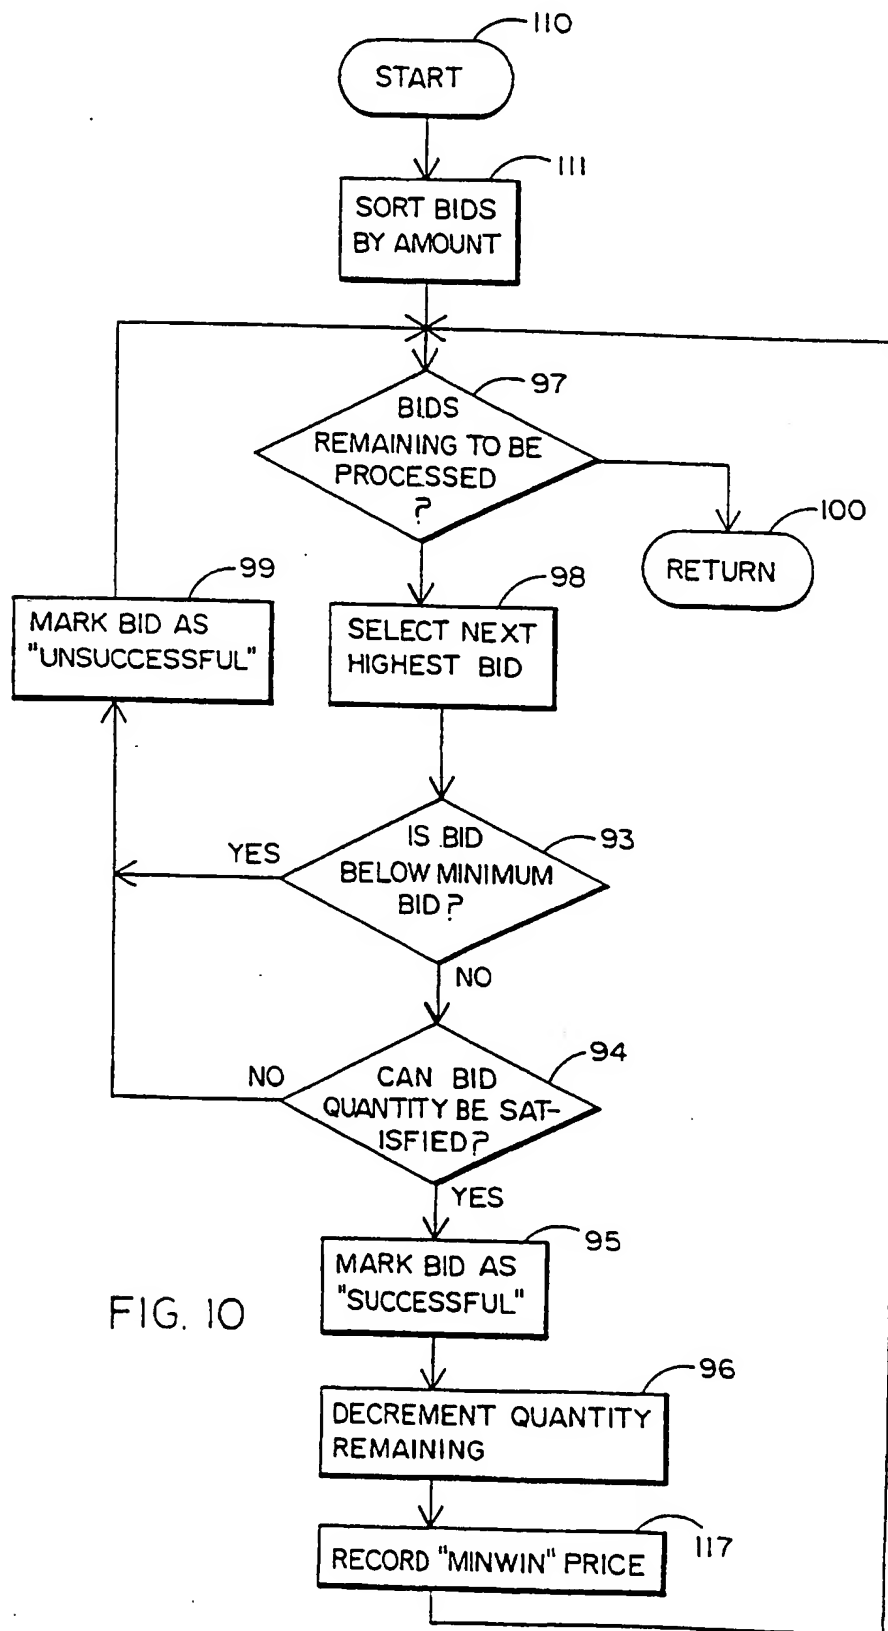 110
START
111
SORT BIDS
BY AMOUNT
97
BIDS
REMAINING TO BE
PROCESSED
?
100
RETURN
99
MARK BID AS
"UNSUCCESSFUL"
98
SELECT NEXT
HIGHEST BID
93
YES
IS BID
BELOW MINIMUM
BID?
NO
94
NO
CAN BID
QUANTITY BE SAT-
ISFIED?
YES
95
MARK BID AS
"SUCCESSFUL"
FIG. 10
96
DECREMENT QUANTITY
REMAINING
117
RECORD "MINWIN" PRICE